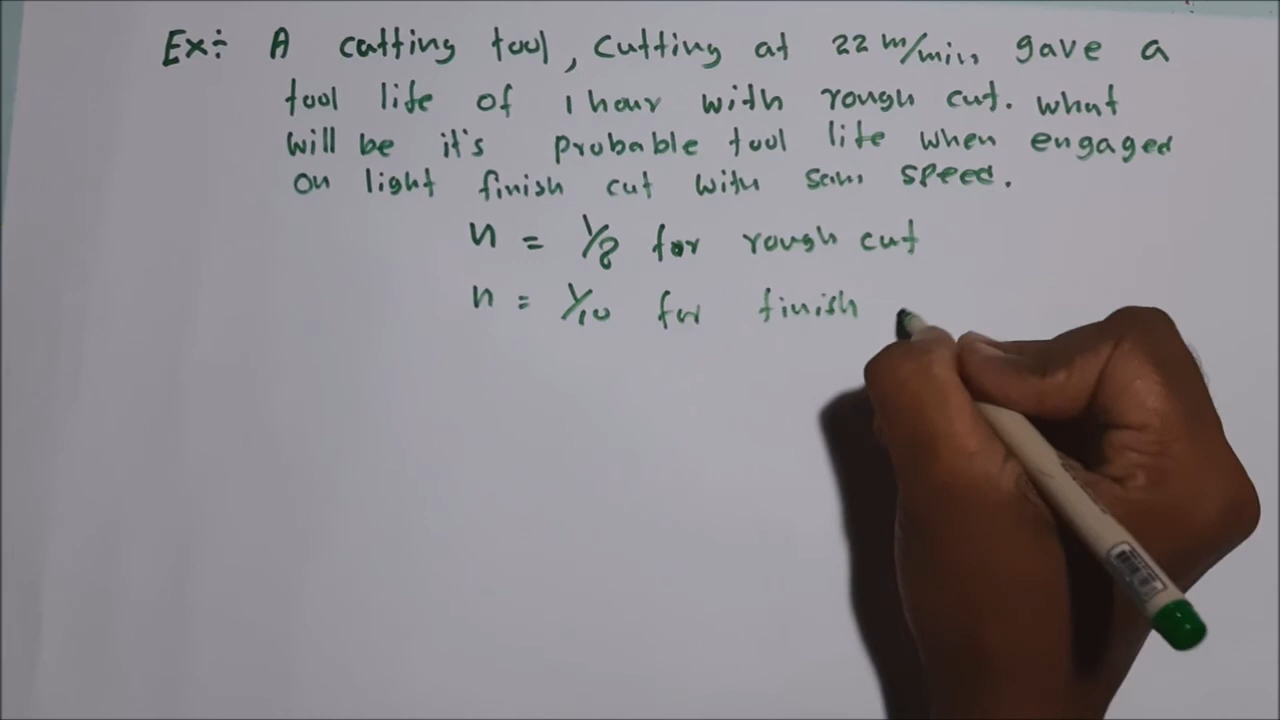 Ex:- A cutting tool, cutting at 22 m/min gave a
tool life of 1 hour with rough cut. what
will be it's probable tool life when engaged
on light finish cut with sam speed.
n = 1/8 for rough cut
n = 1/10 for finish